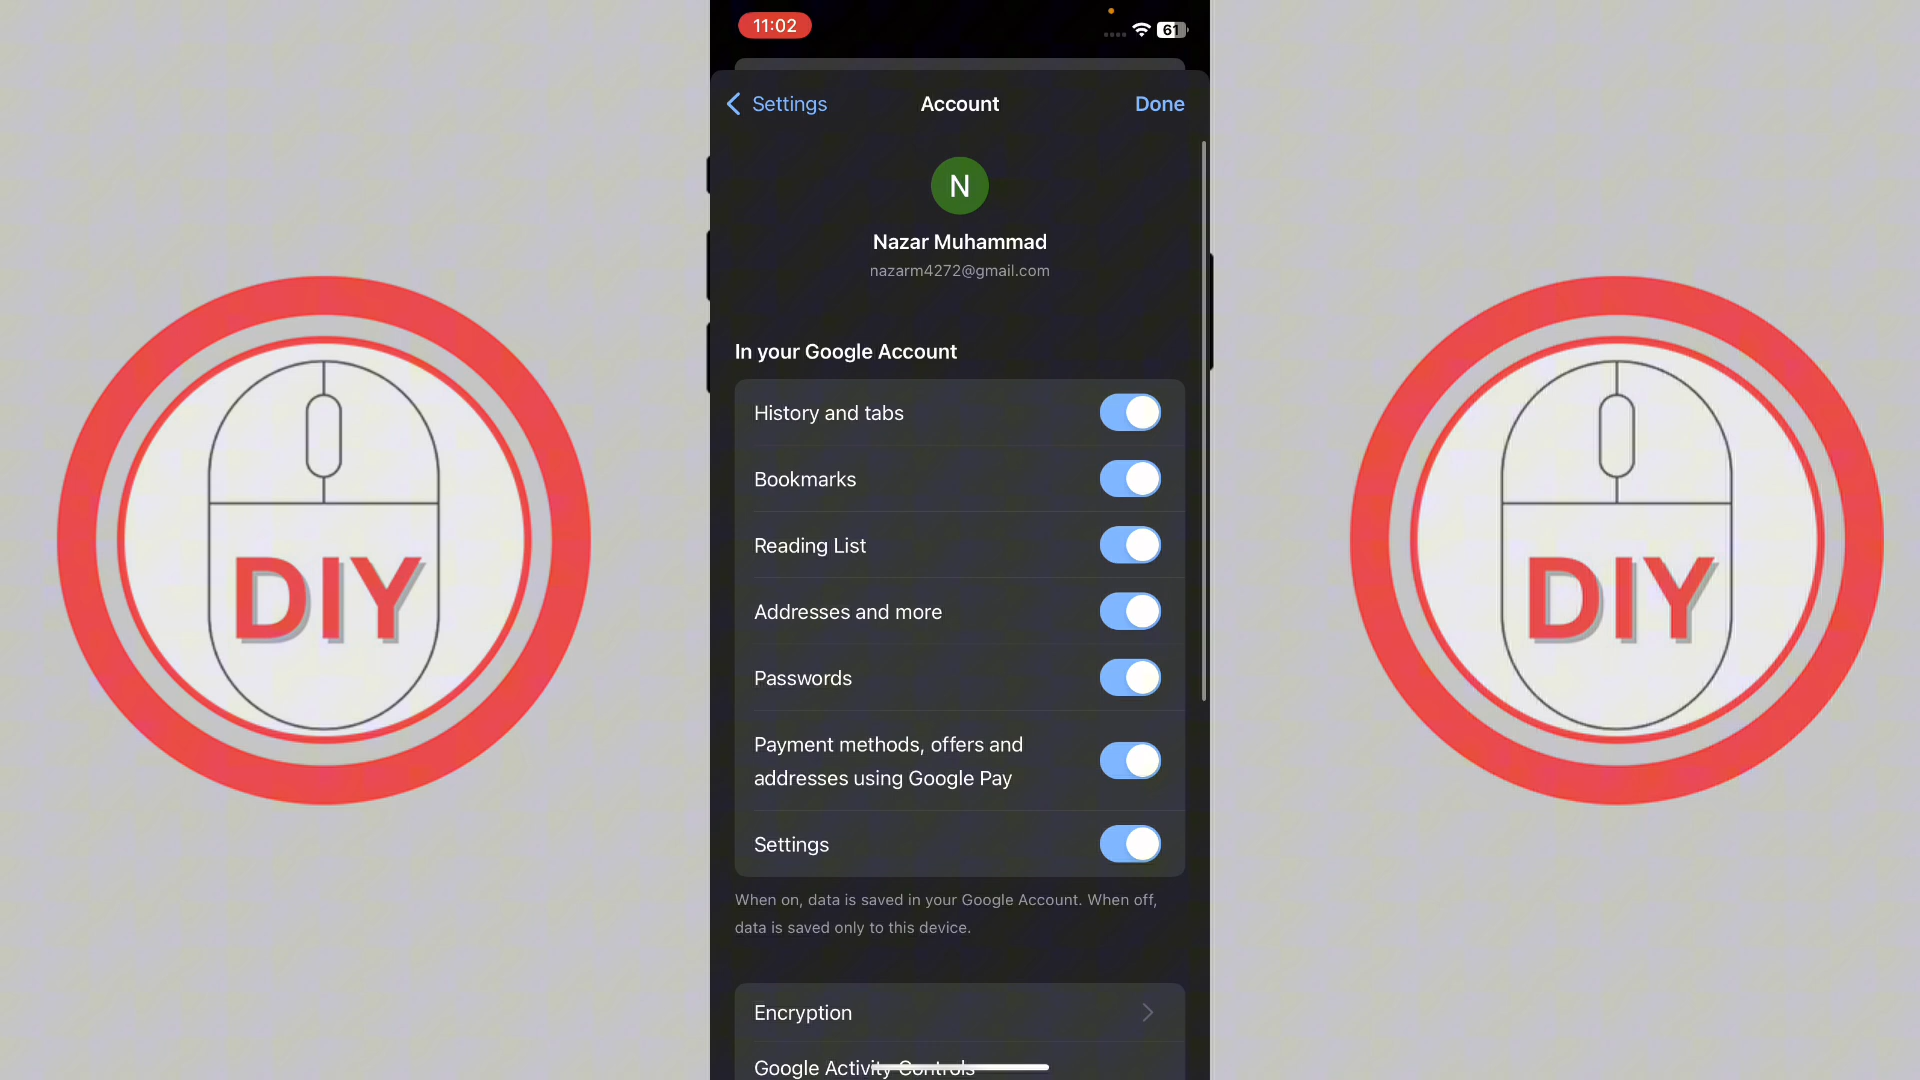 11:02
61
Settings
Account
Done
N
Nazar Muhammad
nazarm4272@gmail.com
In your Google Account
History and tabs
Bookmarks
Reading List
Addresses and more
Passwords
Payment methods, offers and
addresses using Google Pay
Settings
When on, data is saved in your Google Account. When off,
data is saved only to this device.
Encryption
Google Activity Controls
DIY
DIY